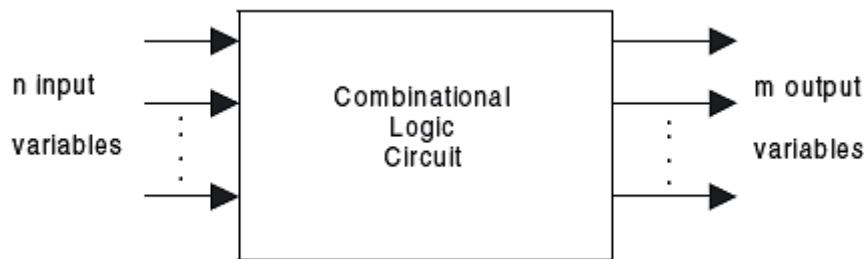 n input
variables
Combinational
Logic
Circuit
m output
variables